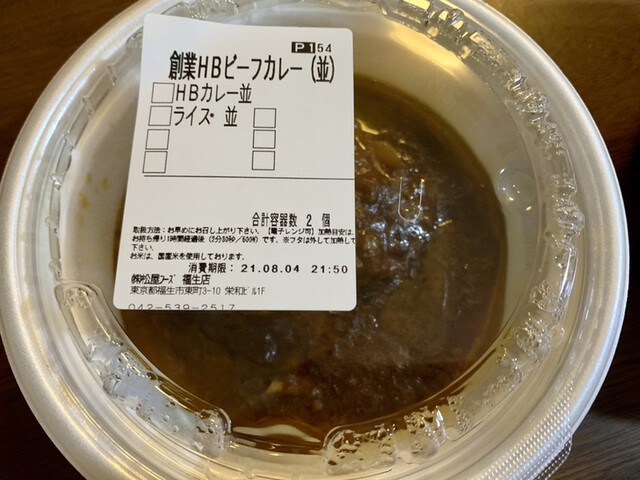 P154
創業HBビーフカレー(並)
HBカレー並
ライス・並
合計容器数 2 個
取扱方法:お早めにお召し上がり下さい。【電子レンジ可】加熱目安は、
お持ち帰り1時間経過後(2分00秒/600W)です。※フタは外して加熱して
下さい。
お米は、国産米を使用しております。
消費期限: 21.08.04 21:50
㈱松屋フーズ 福生店
東京都福生市東町3-10 栄和ビル1F
042-539-2517